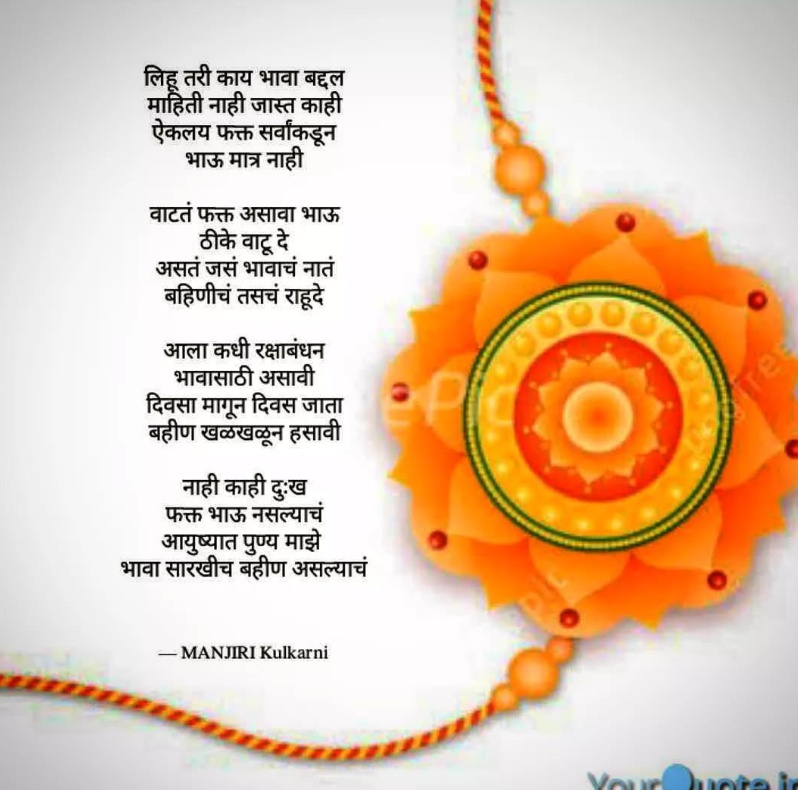 लिहू तरी काय भावा बद्दल
माहिती नाही जास्त काही
ऐकलय फक्त सर्वांकडून
भाऊ मात्र नाही
वाटतं फक्त असावा भाऊ
ठीके वाटू दे
असतं जसं भावाचं नातं
बहिणीचं तसचं राहूदे
आला कधी रक्षाबंधन
भावासाठी असावी
दिवसा मागून दिवस जाता
बहीण खळखळून हसावी
नाही काही दुःख
फक्त भाऊ नसल्याचं
आयुष्यात पुण्य माझे
भावा सारखीच बहीण असल्याचं
— MANJIRI Kulkarni